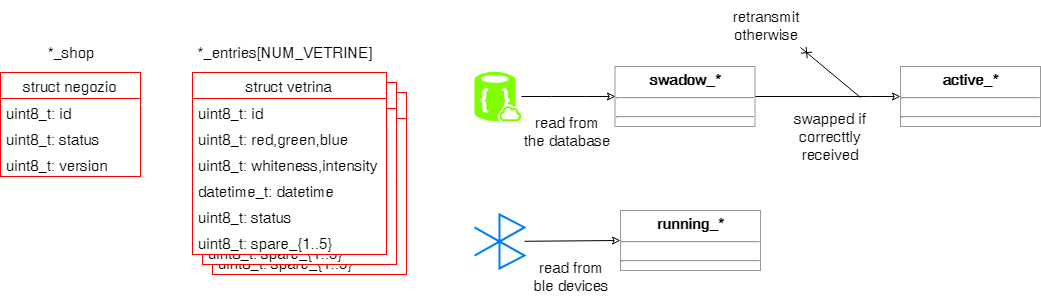 *_shop
struct negozio
uint8_t: id
uint8_t: status
uint8_t: version
*_entries[NUM_VETRINE]
struct vetrina
uint8_t: id
uint8_t: red,green,blue
uint8_t: whiteness,intensity
datetime_t: datetime
uint8_t: status
uint8_t: spare_{1..5}
uint8_t: spare_{1..5}
uint8_t: spare_{1..5}
{ }
read from
the database
swadow_*
retransmit
otherwise
swapped if
correcttly
received
active_*
read from
ble devices
running_*